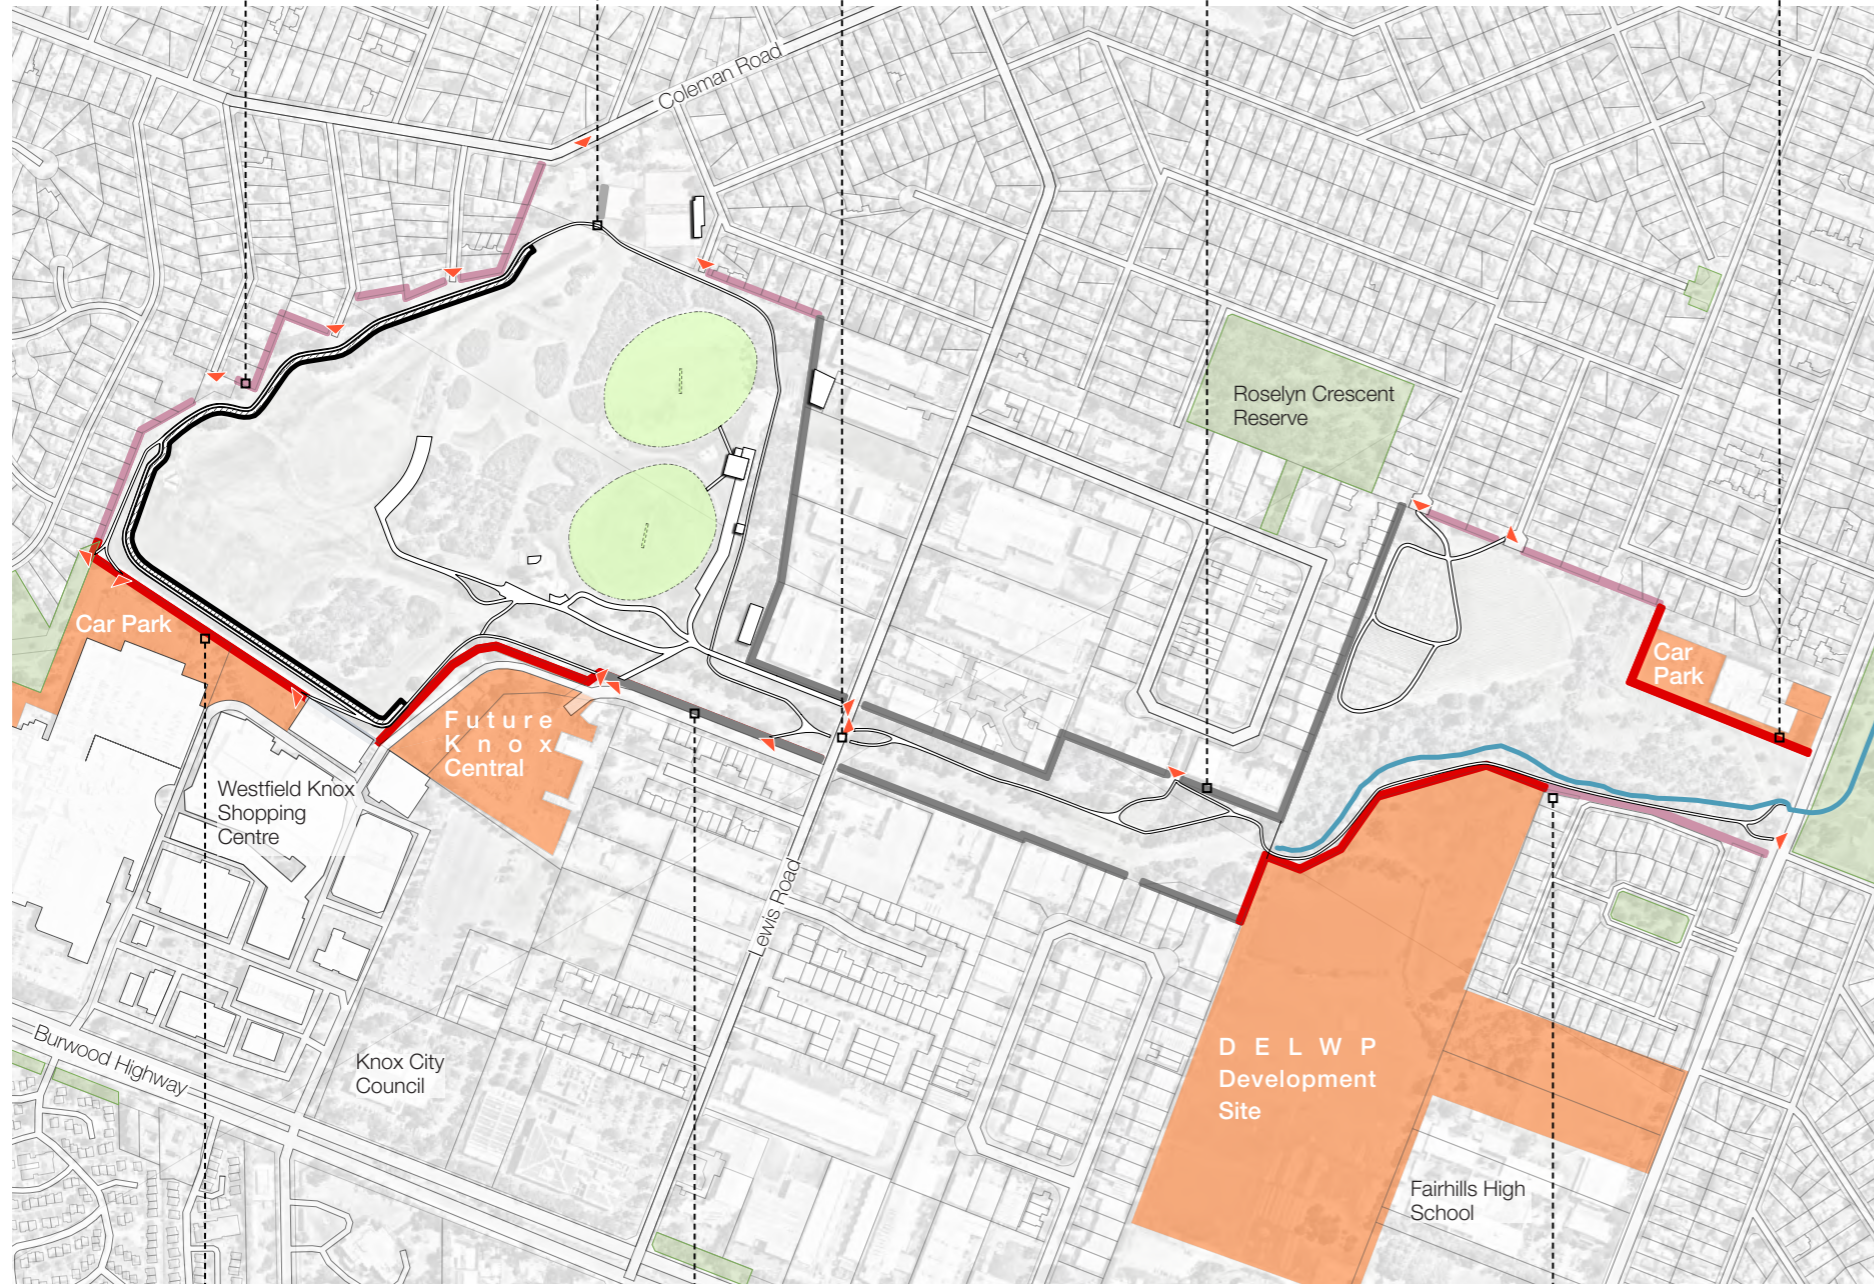 Coleman Road
Roselyn Crescent
Reserve
Car Park
Car
Park
Future
Knox
Central
Westfield Knox
Shopping
Centre
Lewis Road
Burwood Highway
Knox City
Council
DELWP
Development
Site
Fairhills High
School